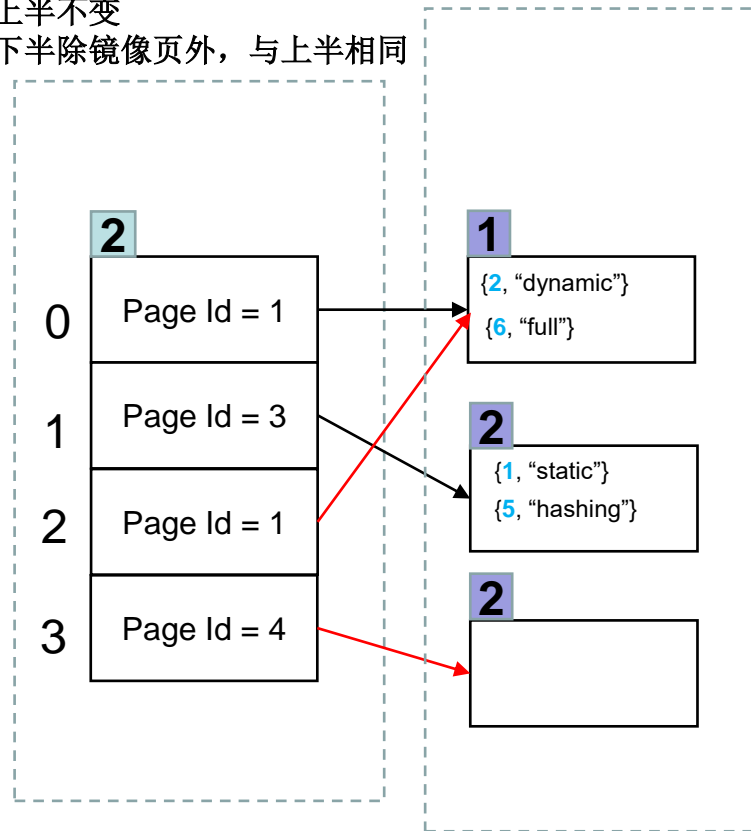 上半不变
下半除镜像页外，与上半相同
2
0
Page Id = 1
1
Page Id = 3
2
Page Id = 1
3
Page Id = 4
1
{2, “dynamic”}
{6, “full”}
2
{1, “static”}
{5, “hashing”}
2